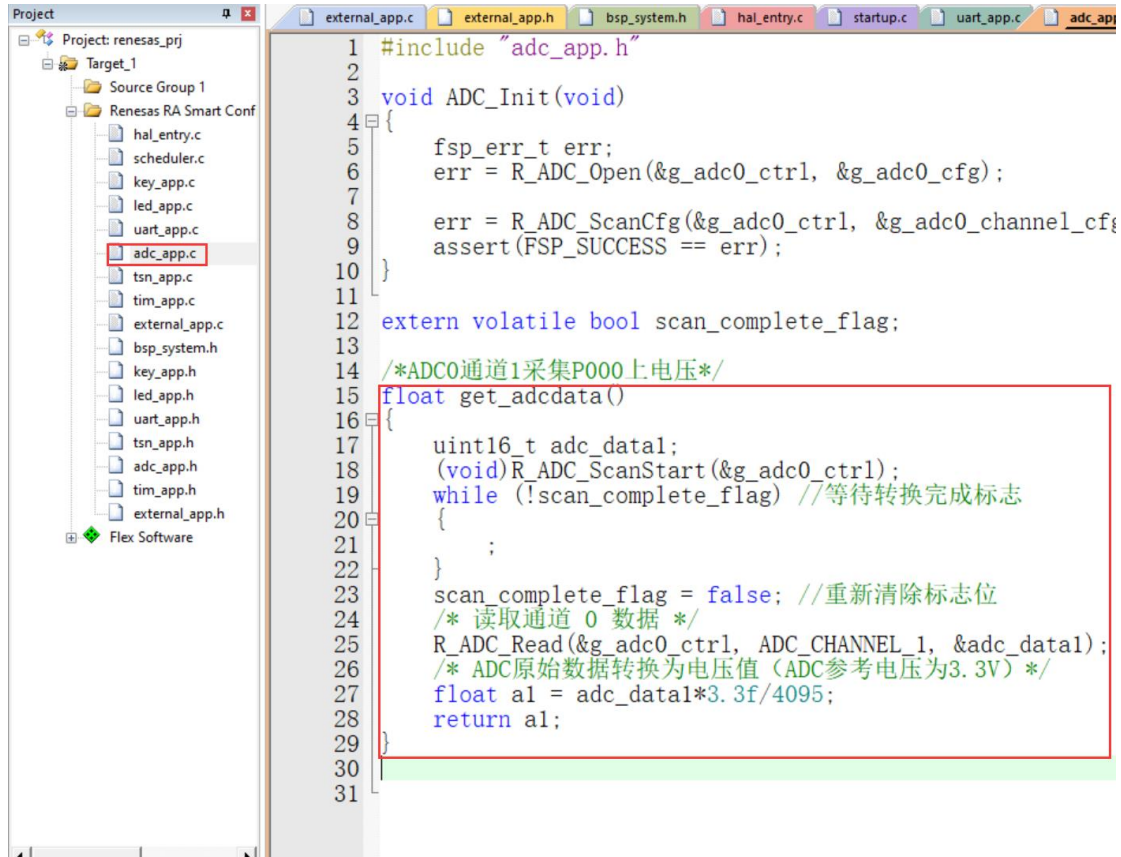 Project
Project: renesas_prj
Target_1
Source Group 1
Renesas RA Smart Conf
hal_entry.c
scheduler.c
key_app.c
led_app.c
uart_app.c
adc_app.c
tsn_app.c
tim_app.c
external_app.c
bsp_system.h
key_app.h
led_app.h
uart_app.h
tsn_app.h
adc_app.h
tim_app.h
external_app.h
Flex Software
external_app.c external_app.h bsp_system.h hal_entry.c startup.c uart_app.c adc_app
1 #include "adc_app.h"
2
3 void ADC_Init(void)
4 {
5 fsp_err_t err;
6 err = R_ADC_Open(&g_adc0_ctrl, &g_adc0_cfg);
7
8 err = R_ADC_ScanCfg(&g_adc0_ctrl, &g_adc0_channel_cfg
9 assert(FSP_SUCCESS == err);
10 }
11
12 extern volatile bool scan_complete_flag;
13
14 /*ADC0通道1采集P000上电压*/
15 float get_adcdata()
16 {
17 uint16_t adc_data1;
18 (void)R_ADC_ScanStart(&g_adc0_ctrl);
19 while (!scan_complete_flag) //等待转换完成标志
20 {
21 ;
22 }
23 scan_complete_flag = false; //重新清除标志位
24 /* 读取通道 0 数据 */
25 R_ADC_Read(&g_adc0_ctrl, ADC_CHANNEL_1, &adc_data1);
26 /* ADC原始数据转换为电压值（ADC参考电压为3.3V）*/
27 float a1 = adc_data1*3.3f/4095;
28 return a1;
29 }
30
31